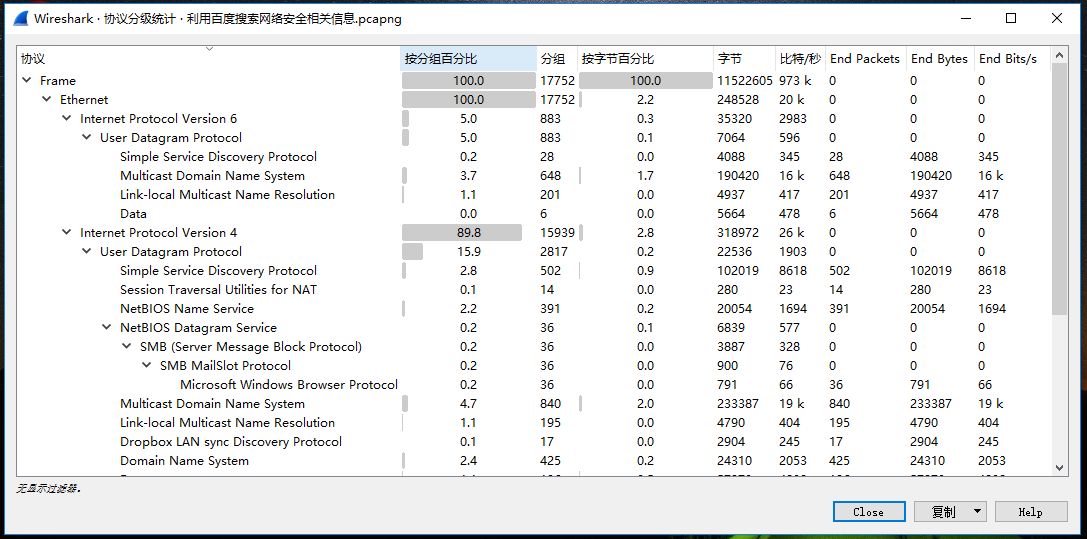 Wireshark · 协议分级统计 · 利用百度搜索网络安全相关信息.pcapng
协议 按分组百分比 分组 按字节百分比 字节 比特/秒 End Packets End Bytes End Bits/s
Frame 100.0 17752 100.0 11522605 973 k 0 0 0
Ethernet 100.0 17752 2.2 248528 20 k 0 0 0
Internet Protocol Version 6 5.0 883 0.3 35320 2983 0 0 0
User Datagram Protocol 5.0 883 0.1 7064 596 0 0 0
Simple Service Discovery Protocol 0.2 28 0.0 4088 345 28 4088 345
Multicast Domain Name System 3.7 648 1.7 190420 16 k 648 190420 16 k
Link-local Multicast Name Resolution 1.1 201 0.0 4937 417 201 4937 417
Data 0.0 6 0.0 5664 478 6 5664 478
Internet Protocol Version 4 89.8 15939 2.8 318972 26 k 0 0 0
User Datagram Protocol 15.9 2817 0.2 22536 1903 0 0 0
Simple Service Discovery Protocol 2.8 502 0.9 102019 8618 502 102019 8618
Session Traversal Utilities for NAT 0.1 14 0.0 280 23 14 280 23
NetBIOS Name Service 2.2 391 0.2 20054 1694 391 20054 1694
NetBIOS Datagram Service 0.2 36 0.1 6839 577 0 0 0
SMB (Server Message Block Protocol) 0.2 36 0.0 3887 328 0 0 0
SMB MailSlot Protocol 0.2 36 0.0 900 76 0 0 0
Microsoft Windows Browser Protocol 0.2 36 0.0 791 66 36 791 66
Multicast Domain Name System 4.7 840 2.0 233387 19 k 840 233387 19 k
Link-local Multicast Name Resolution 1.1 195 0.0 4790 404 195 4790 404
Dropbox LAN sync Discovery Protocol 0.1 17 0.0 2904 245 17 2904 245
Domain Name System 2.4 425 0.2 24310 2053 425 24310 2053
无显示过滤器。
Close 复制 Help